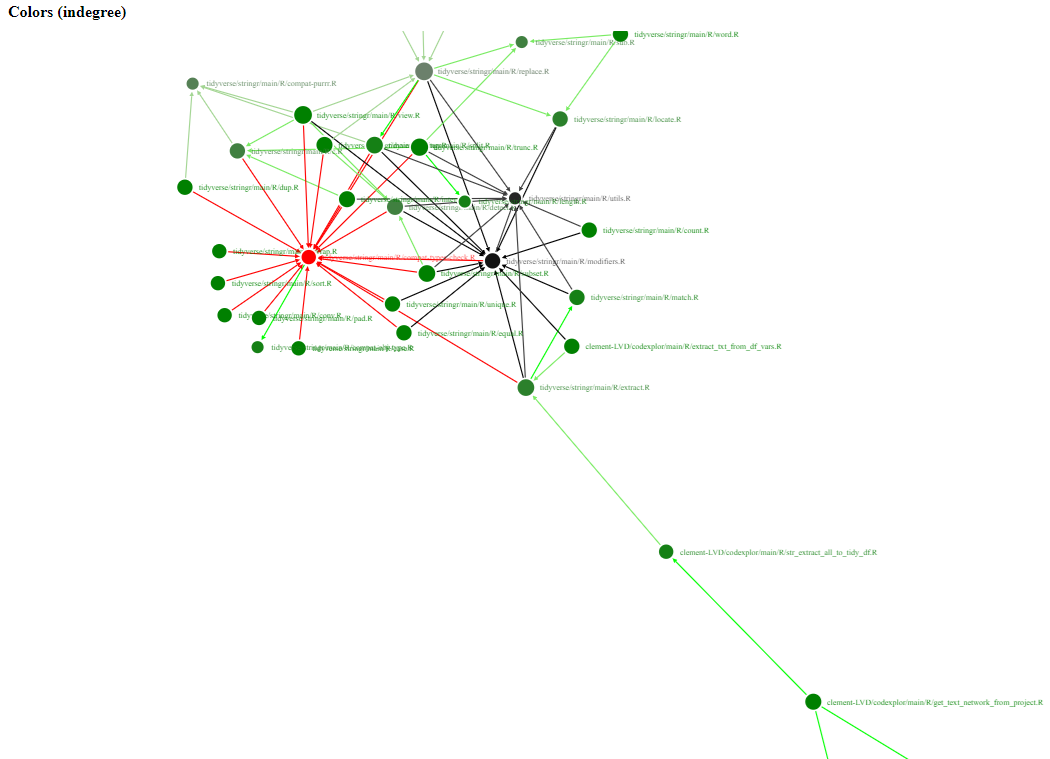 Colors (indegree)
tidyverse/stringr/main/R/word.R
tidyverse/stringr/main/R/sub.R
tidyverse/stringr/main/R/replace.R
tidyverse/stringr/main/R/compat-purrr.R
tidyverse/stringr/main/R/view.R
tidyverse/stringr/main/R/locate.R
tidyverse/stringr/main/R/trunc.R
tidyverse/stringr/main/R/dup.R
tidyverse/stringr/main/R/utils.R
tidyverse/stringr/main/R/length.R
tidyverse/stringr/main/R/count.R
tidyverse/stringr/main/R/modifiers.R
tidyverse/stringr/main/R/subset.R
tidyverse/stringr/main/R/sort.R
tidyverse/stringr/main/R/match.R
tidyverse/stringr/main/R/unique.R
tidyverse/stringr/main/R/conv.R
tidyverse/stringr/main/R/pad.R
tidyverse/stringr/main/R/equal.R
clement-LVD/codexplor/main/R/extract_txt_from_df_vars.R
tidyverse/stringr/main/R/extract.R
clement-LVD/codexplor/main/R/str_extract_all_to_tidy_df.R
clement-LVD/codexplor/main/R/get_text_network_from_project.R